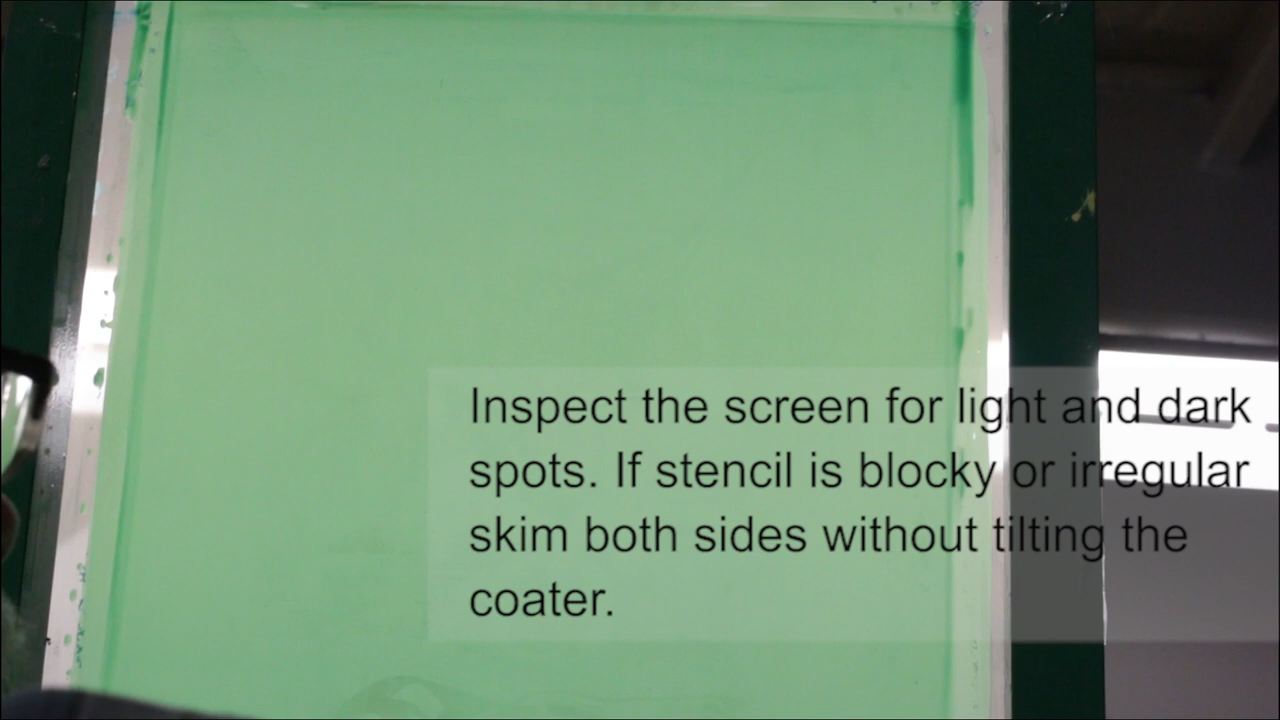 Inspect the screen for light and dark
spots. If stencil is blocky or irregular
skim both sides without tilting the
coater.